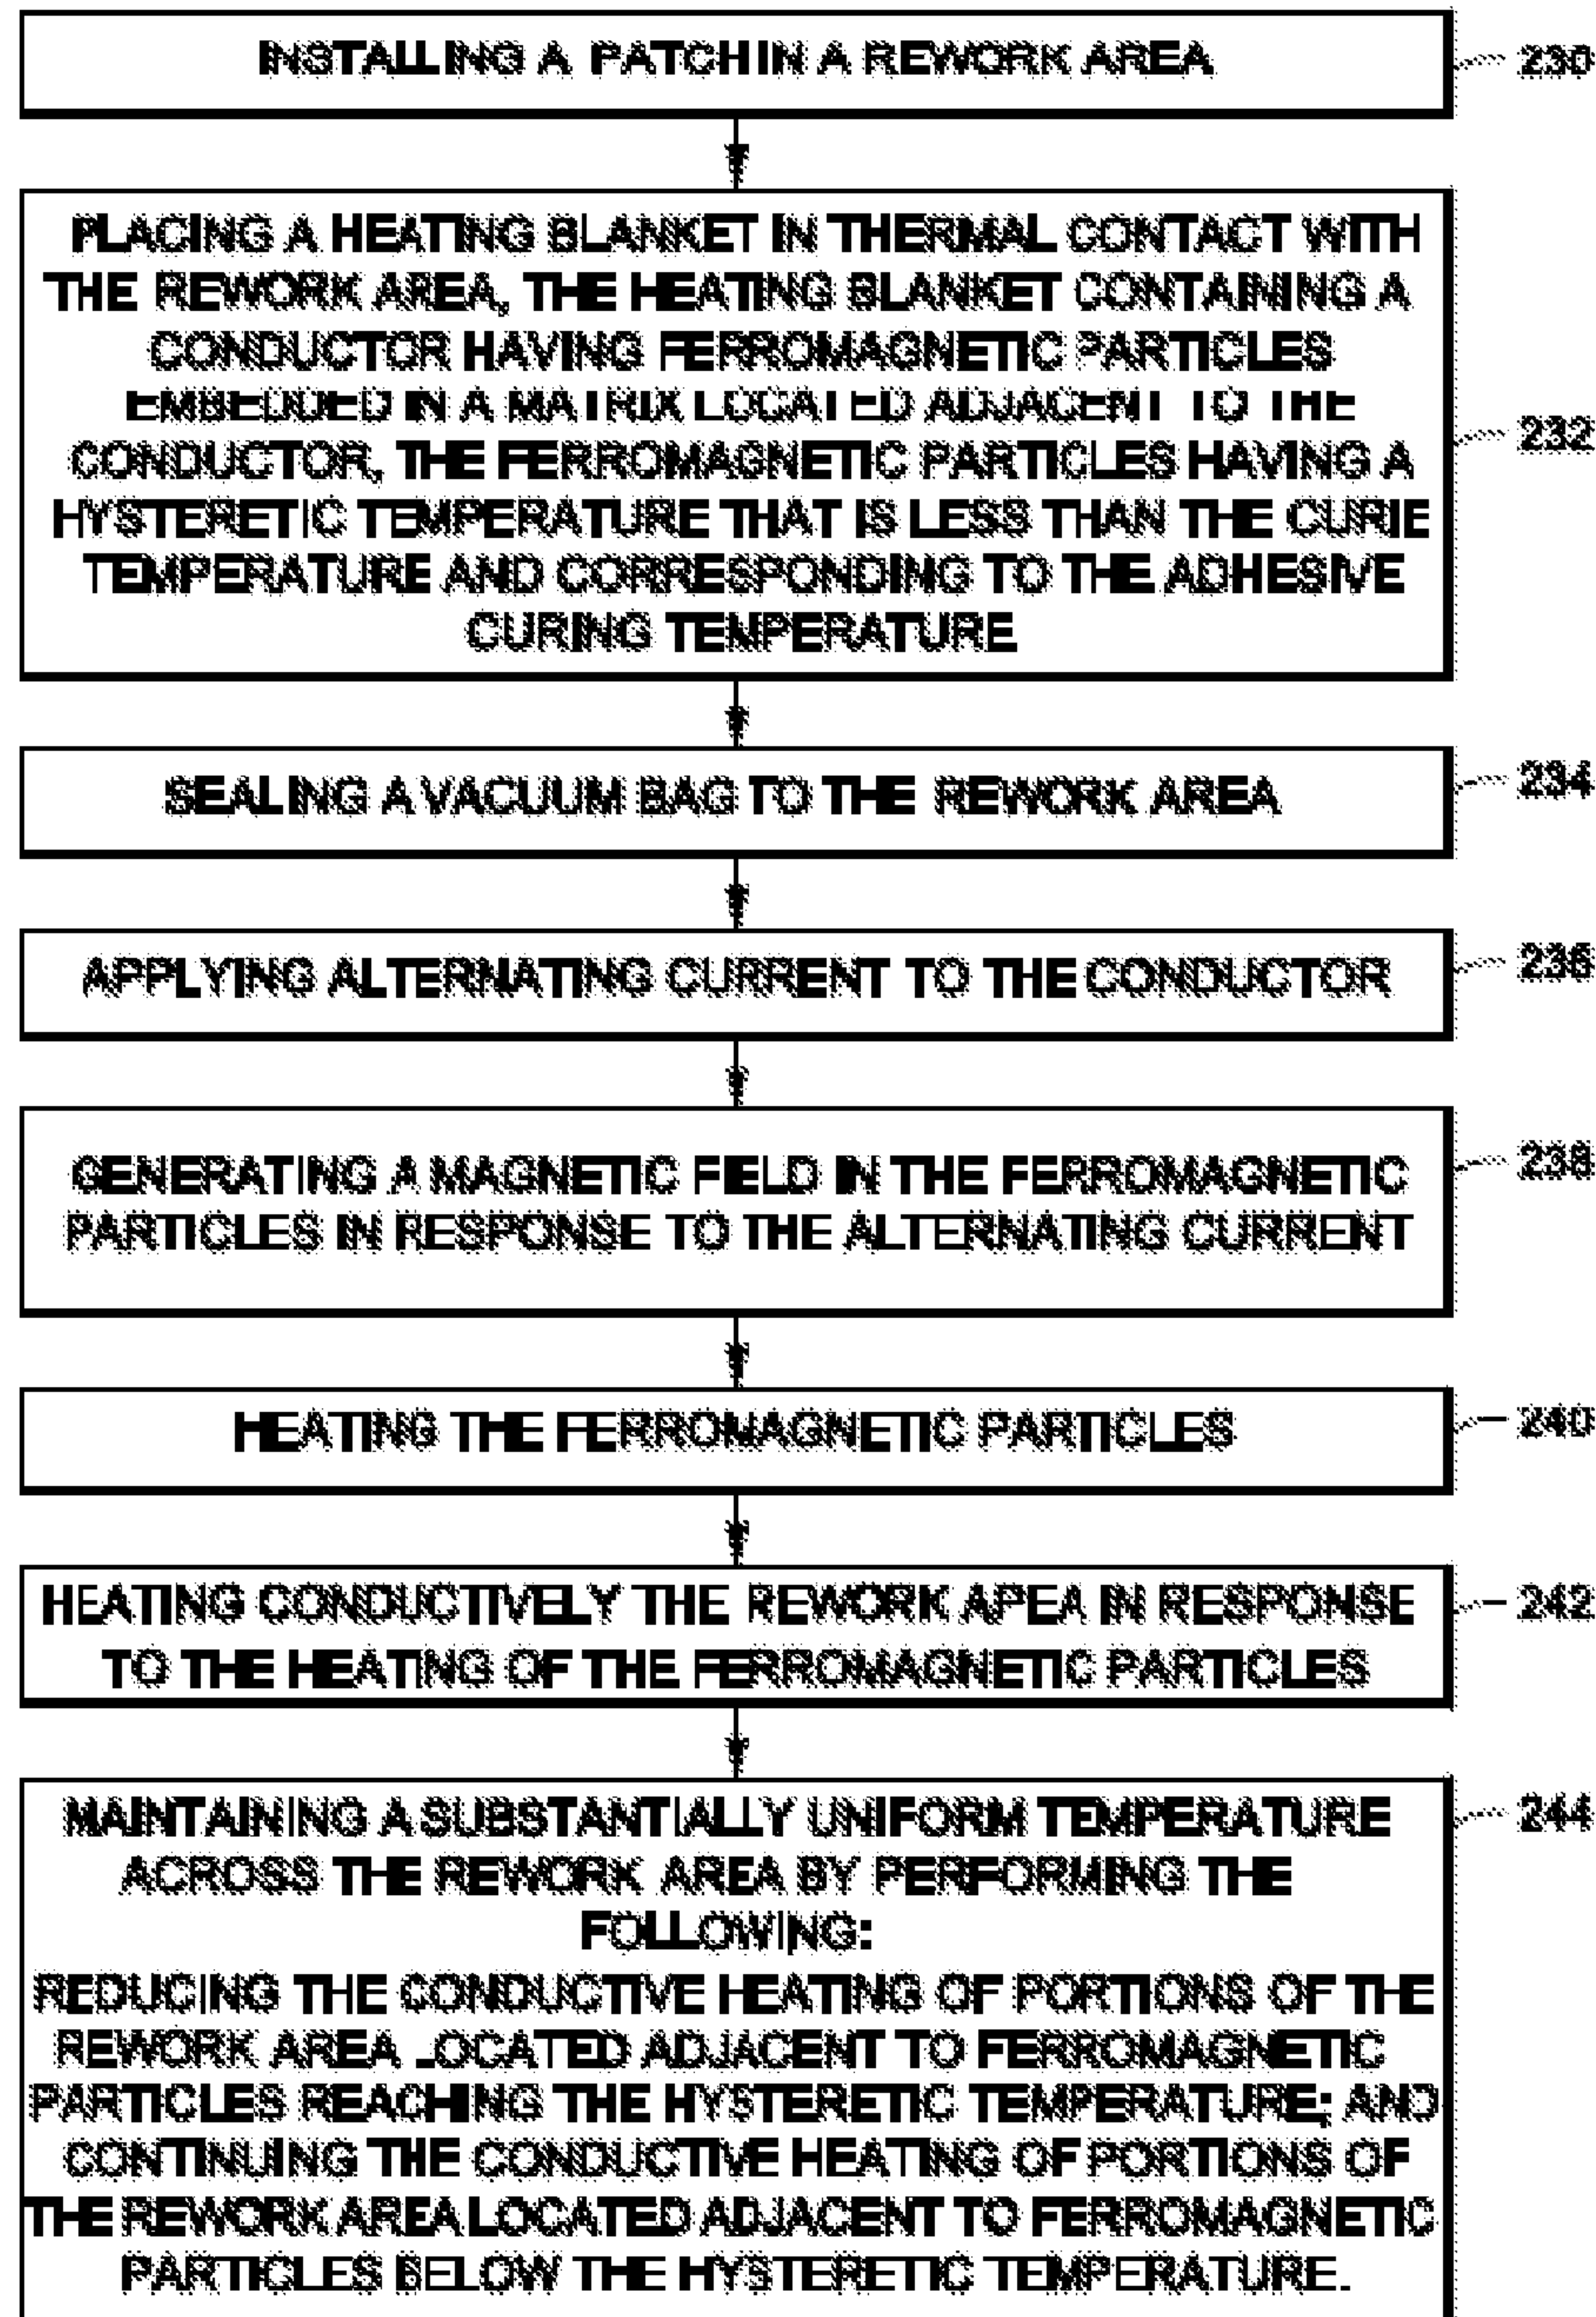 INSTALLING A PATCH IN A REWORK AREA
230
PLACING A HEATING BLANKET IN THERMAL CONTACT WITH
THE REWORK AREA, THE HEATING BLANKET CONTAINING A
CONDUCTOR HAVING FERROMAGNETIC PARTICLES
EMBEDDED IN A MATRIX LOCATED ADJACENT TO THE
CONDUCTOR, THE FERROMAGNETIC PARTICLES HAVING A
HYSTERETIC TEMPERATURE THAT IS LESS THAN THE CURIE
TEMPERATURE AND CORRESPONDING TO THE ADHESIVE
CURING TEMPERATURE
232
SEALING A VACUUM BAG TO THE REWORK AREA
234
APPLYING ALTERNATING CURRENT TO THE CONDUCTOR
236
GENERATING A MAGNETIC FIELD IN THE FERROMAGNETIC
PARTICLES IN RESPONSE TO THE ALTERNATING CURRENT
238
HEATING THE FERROMAGNETIC PARTICLES
240
HEATING CONDUCTIVELY THE REWORK AREA IN RESPONSE
TO THE HEATING OF THE FERROMAGNETIC PARTICLES
242
MAINTAINING A SUBSTANTIALLY UNIFORM TEMPERATURE
ACROSS THE REWORK AREA BY PERFORMING THE
FOLLOWING:
REDUCING THE CONDUCTIVE HEATING OF PORTIONS OF THE
REWORK AREA LOCATED ADJACENT TO FERROMAGNETIC
PARTICLES REACHING THE HYSTERETIC TEMPERATURE; AND
CONTINUING THE CONDUCTIVE HEATING OF PORTIONS OF
THE REWORK AREA LOCATED ADJACENT TO FERROMAGNETIC
PARTICLES BELOW THE HYSTERETIC TEMPERATURE.
244